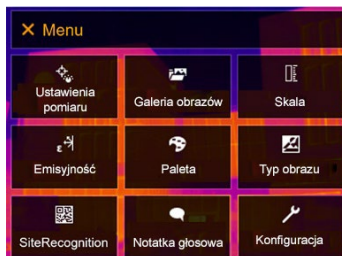 Menu
Ustawienia
pomiaru
Galeria obrazów
Skala
Emisyjność
Paleta
Typ obrazu
SiteRecognition
Notatka głosowa
Konfiguracja